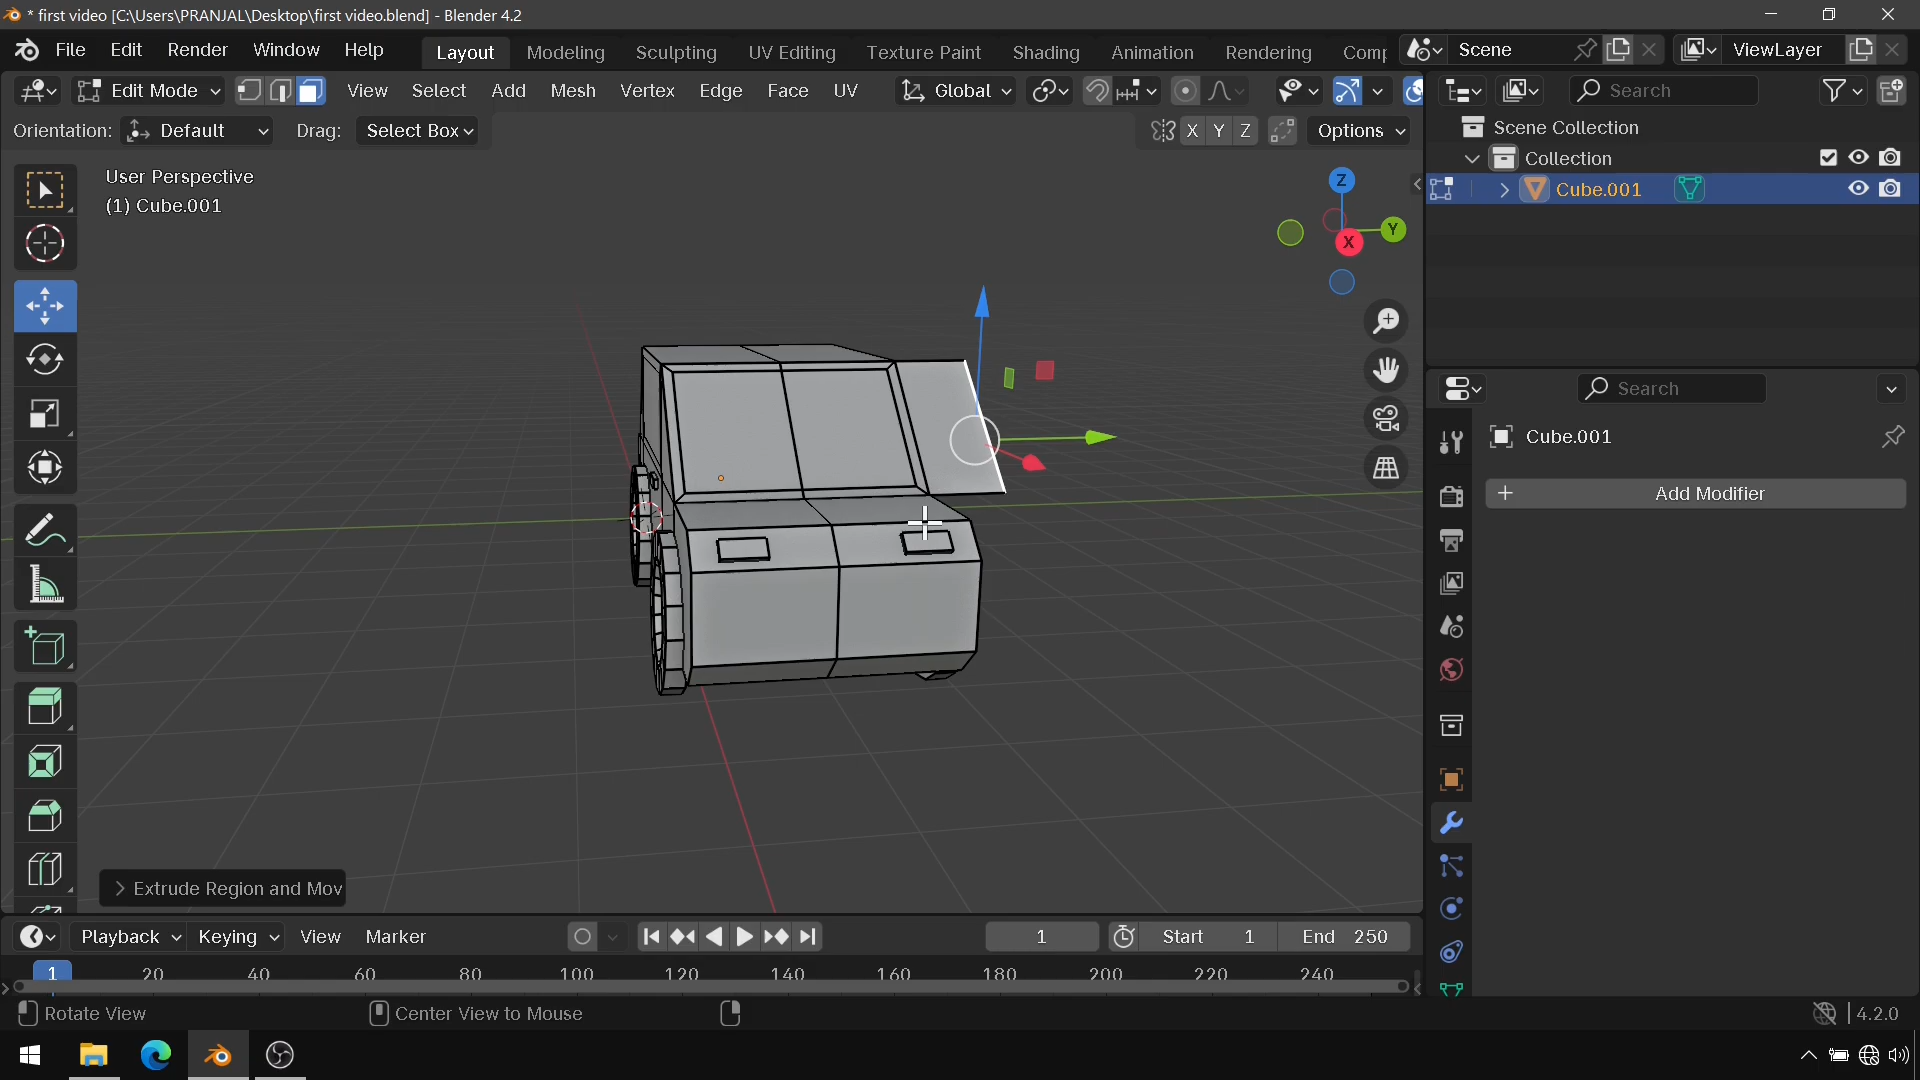 * first video [C:\Users\PRANJAL\Desktop\first video.blend] - Blender 4.2
File Edit Render Window Help Layout Modeling Sculpting UV Editing Texture Paint Shading Animation Rendering Comp Scene ViewLayer
Edit Mode View Select Add Mesh Vertex Edge Face UV Global Search
Orientation: Default Drag: Select Box X Y Z Options
Scene Collection
Collection
Cube.001
User Perspective
(1) Cube.001
Z
Y
X
Search
Cube.001
+ Add Modifier
> Extrude Region and Mov
Playback Keying View Marker 1 Start 1 End 250
1 20 40 60 80 100 120 140 160 180 200 220 240
Rotate View Center View to Mouse 4.2.0